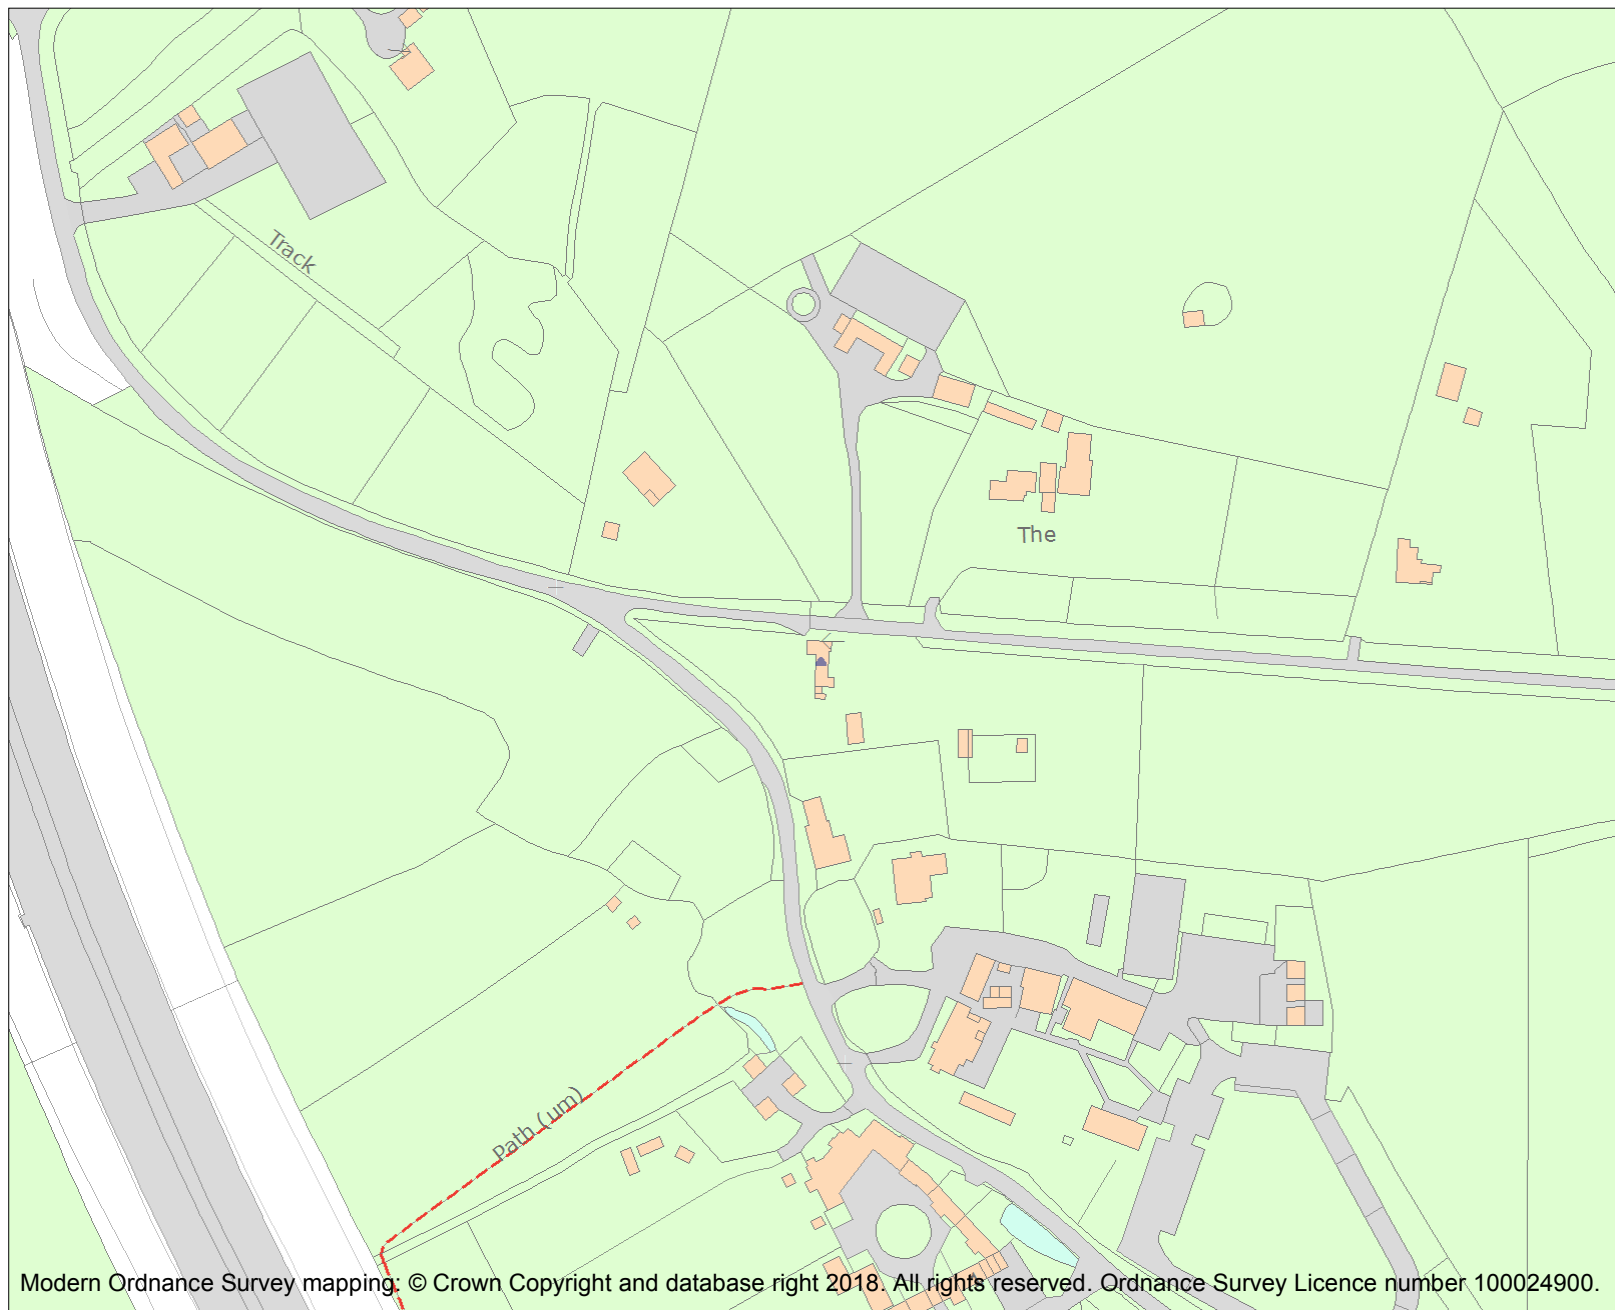 Track
The
Path (um)
Modern Ordnance Survey mapping: © Crown Copyright and database right 2018. All rights reserved. Ordnance Survey Licence number 100024900.